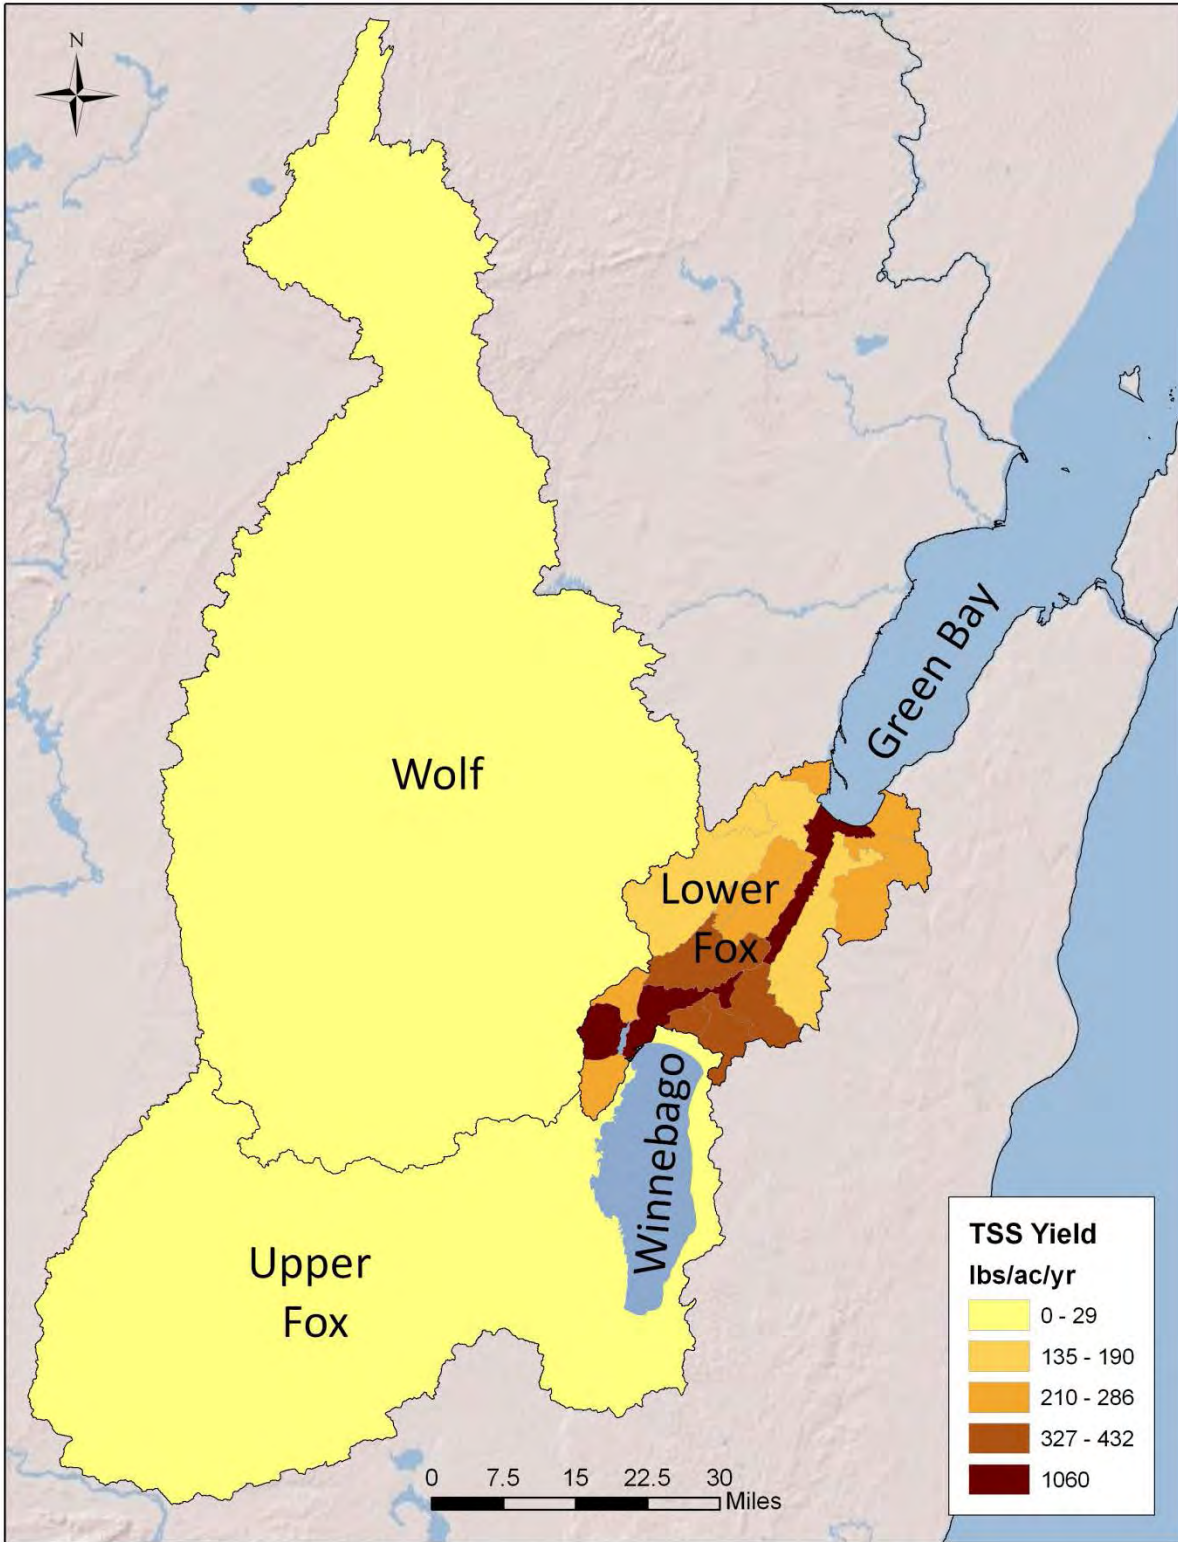 N
Green Bay
Wolf
Lower
Fox
Winnebago
Upper
Fox
TSS Yield
lbs/ac/yr
0 - 29
135 - 190
210 - 286
327 - 432
1060
0 7.5 15 22.5 30
Miles